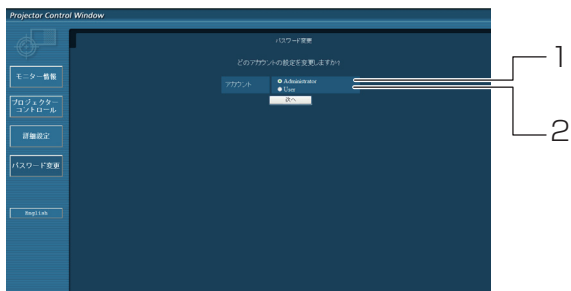 Projector Control Window
パスワード変更
どのアカウントの設定を変更しますか?
モニター情報
アカウント
Administrator
User
次へ
プロジェクター
コントロール
詳細設定
パスワード変更
English
1
2